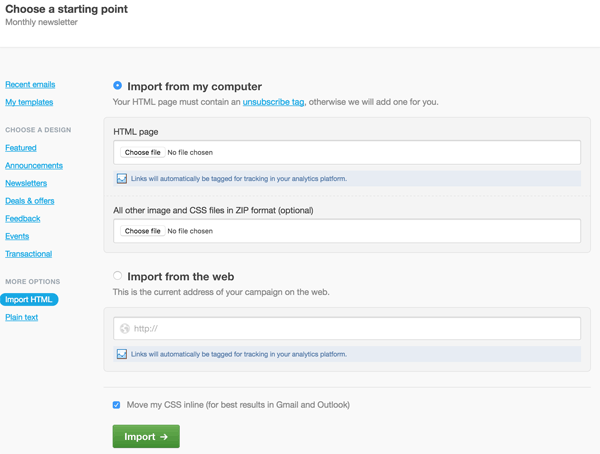 Choose a starting point
Monthly newsletter
Recent emails
My templates
CHOOSE A DESIGN
Featured
Announcements
Newsletters
Deals & offers
Feedback
Events
Transactional
MORE OPTIONS
Import HTML
Plain text
Import from my computer
Your HTML page must contain an unsubscribe tag, otherwise we will add one for you.
HTML page
Choose file No file chosen
Links will automatically be tagged for tracking in your analytics platform.
All other image and CSS files in ZIP format (optional)
Choose file No file chosen
Import from the web
This is the current address of your campaign on the web.
http://
Links will automatically be tagged for tracking in your analytics platform.
Move my CSS inline (for best results in Gmail and Outlook)
Import →